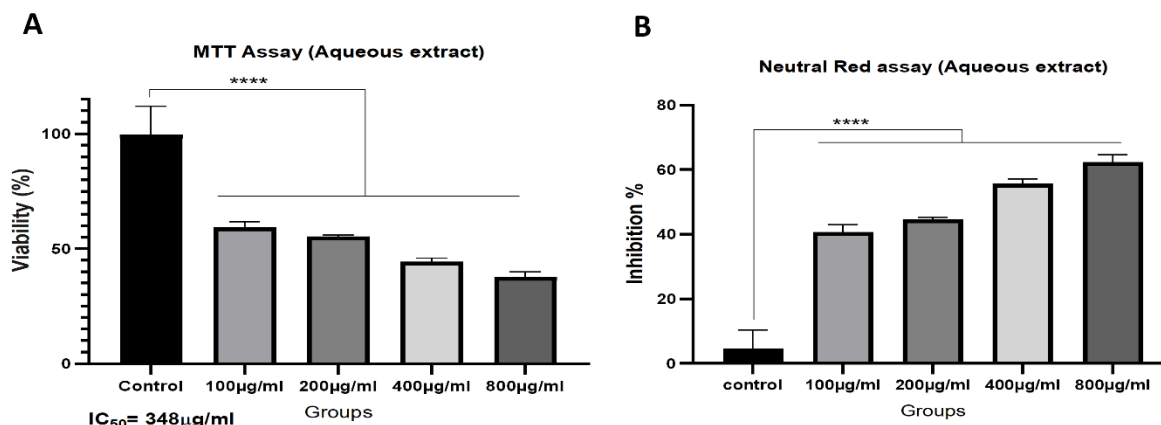 A
MTT Assay (Aqueous extract)
****
Viability (%)
100
50
0
Control
100µg/ml
200µg/ml
400µg/ml
800µg/ml
Groups
IC₅₀= 348µg/ml
B
Neutral Red assay (Aqueous extract)
****
Inhibition %
80
60
40
20
0
control
100µg/ml
200µg/ml
400µg/ml
800µg/ml
Groups